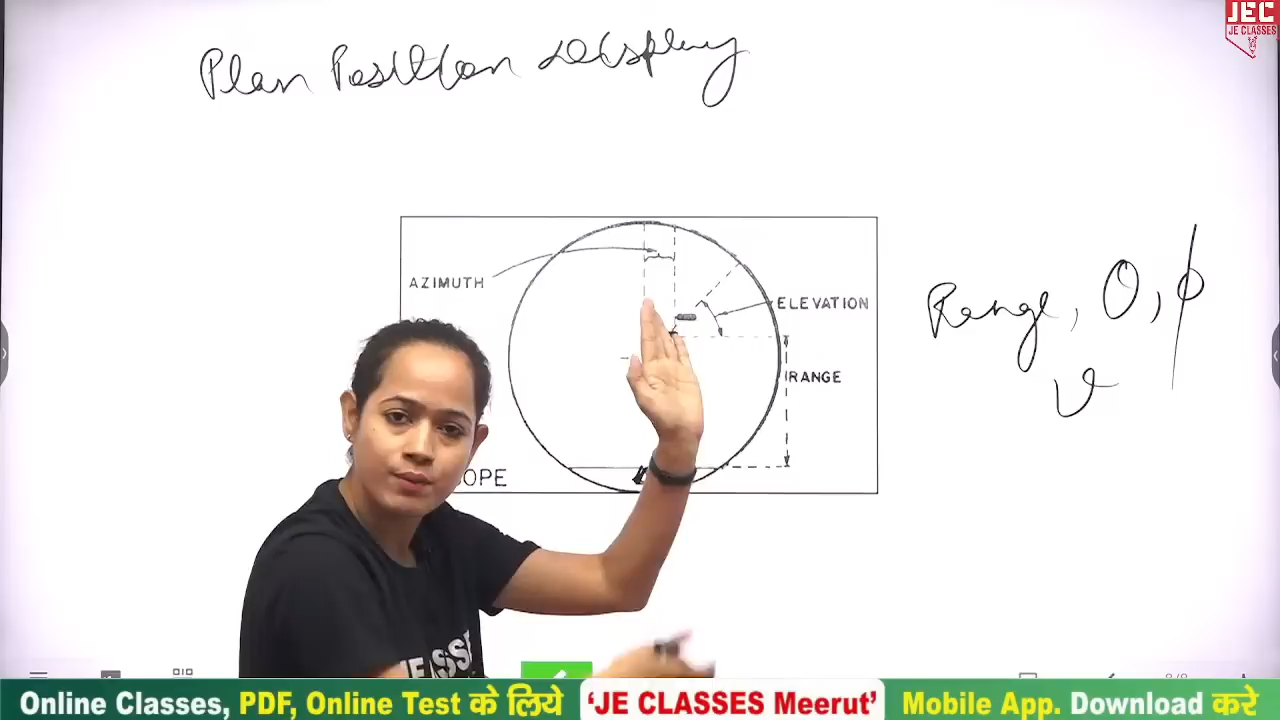 JEC
JE CLASSES
Plan Position Display
AZIMUTH
ELEVATION
RANGE
OPE
Range, θ, ϕ
Online Classes, PDF, Online Test के लिये 'JE CLASSES Meerut' Mobile App. Download करे